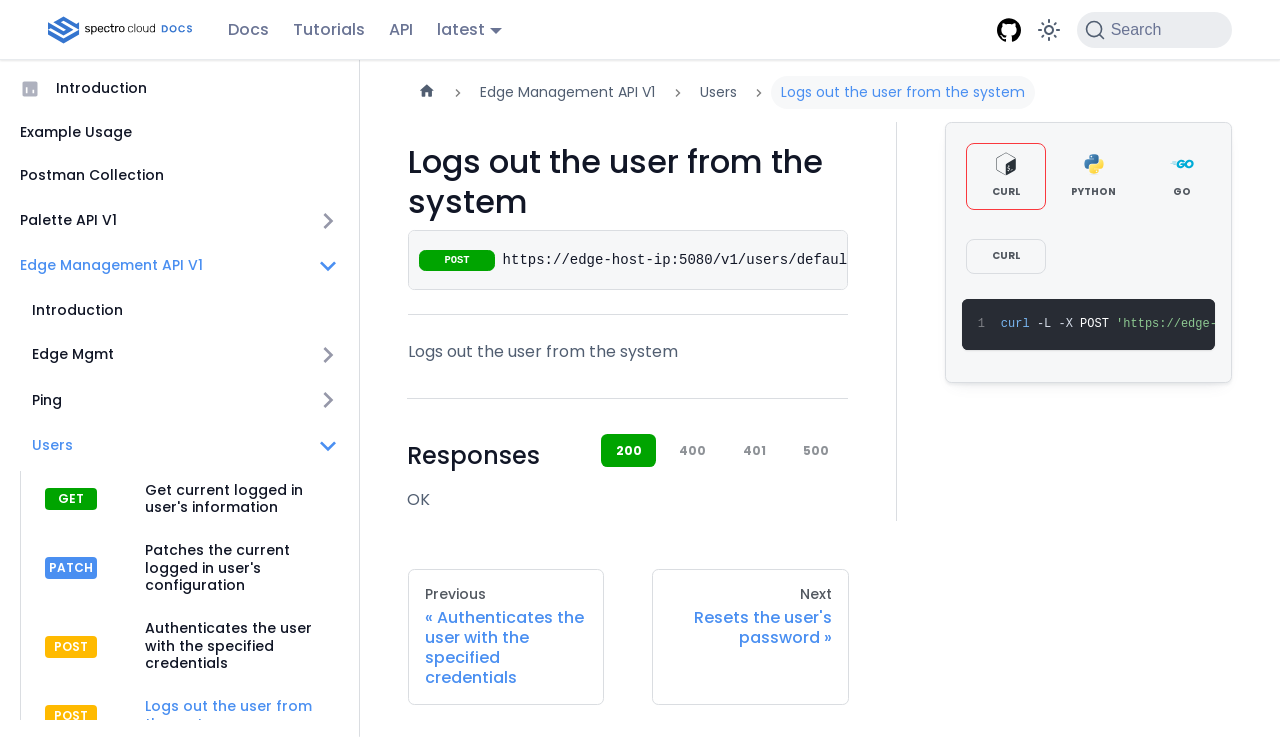 spectro cloud DOCS
Docs
Tutorials
API
latest
Search
Introduction
Example Usage
Postman Collection
Palette API V1
Edge Management API V1
Introduction
Edge Mgmt
Ping
Users
GET Get current logged in
user's information
PATCH Patches the current
logged in user's
configuration
POST Authenticates the user
with the specified
credentials
POST Logs out the user from
Edge Management API V1
Users
Logs out the user from the system
Logs out the user from the
system
POST https://edge-host-ip:5080/v1/users/defaul
Logs out the user from the system
Responses
200 400 401 500
OK
Previous
« Authenticates the
user with the
specified
credentials
Next
Resets the user's
password »
CURL PYTHON GO
CURL
1 curl -L -X POST 'https://edge-